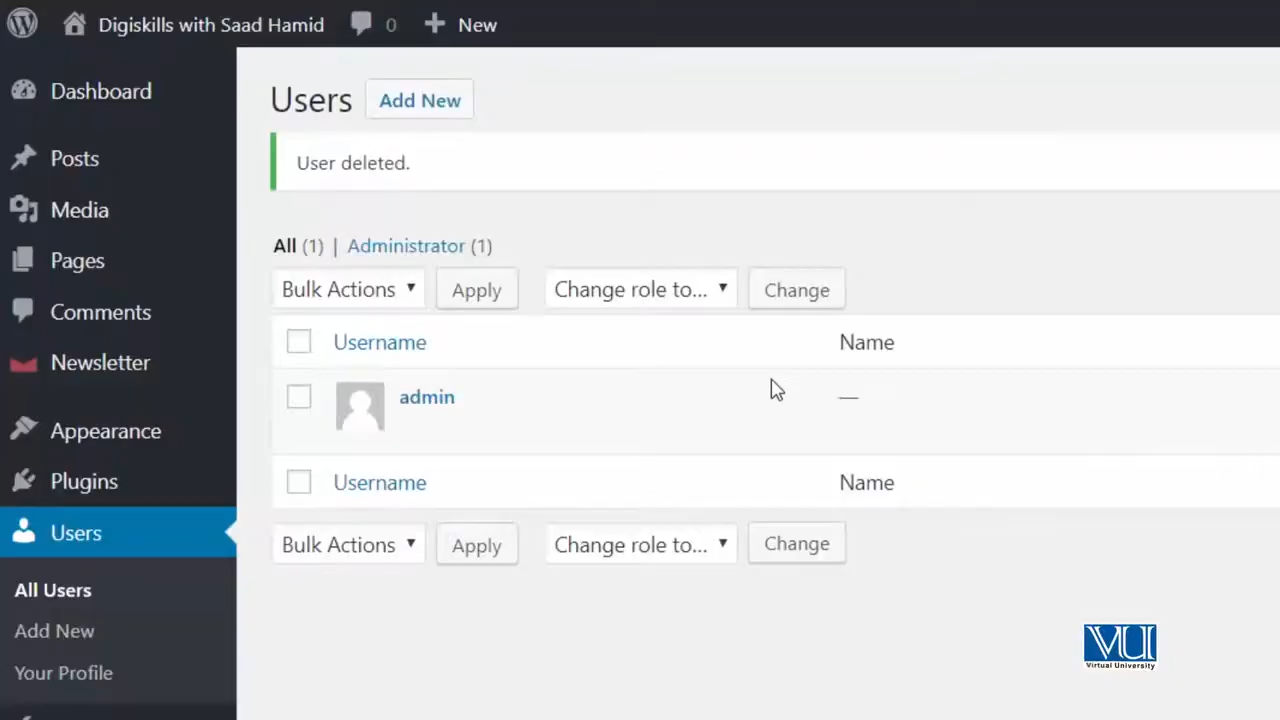 Digiskills with Saad Hamid 0 New
Dashboard
Posts
Media
Pages
Comments
Newsletter
Appearance
Plugins
Users
All Users
Add New
Your Profile
Users Add New
User deleted.
All (1) | Administrator (1)
Bulk Actions Apply Change role to... Change
Username Name
admin —
Username Name
Bulk Actions Apply Change role to... Change
VU
Virtual University